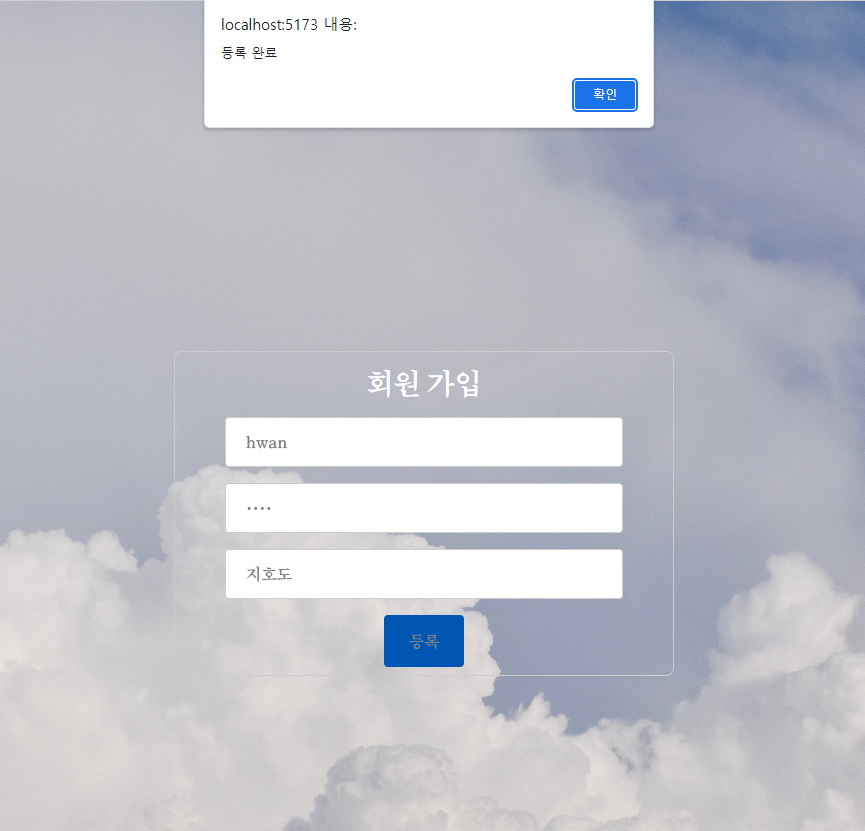 localhost:5173 내용:
등록 완료
확인
회원 가입
hwan
····
지호도
등록